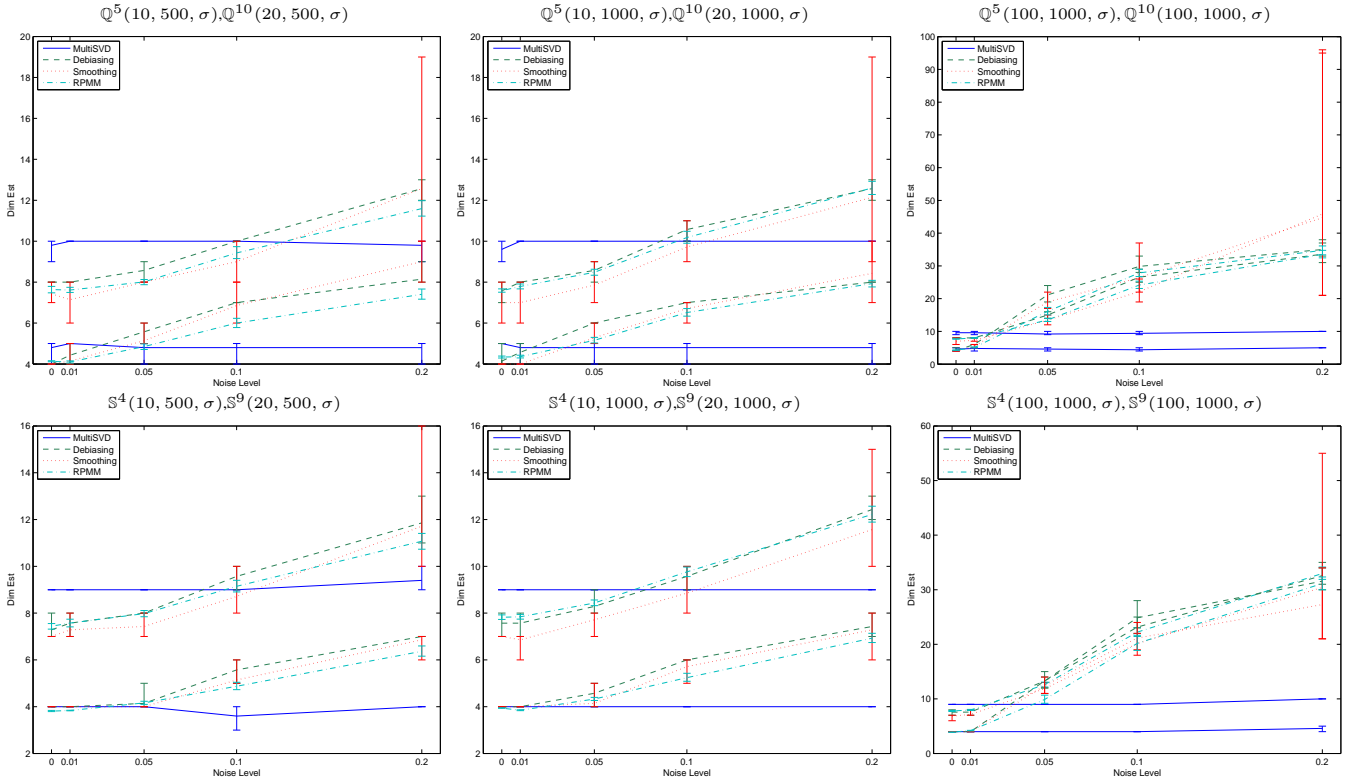 ℚ⁵(10, 500, σ),ℚ¹⁰(20, 500, σ)
20
18
16
14
12
10
8
6
4
Dim Est
MultiSVD
Debiasing
Smoothing
RPMM
0
0.01
0.05
0.1
0.2
Noise Level
ℚ⁵(10, 1000, σ),ℚ¹⁰(20, 1000, σ)
20
18
16
14
12
10
8
6
4
Dim Est
MultiSVD
Debiasing
Smoothing
RPMM
0
0.01
0.05
0.1
0.2
Noise Level
ℚ⁵(100, 1000, σ), ℚ¹⁰(100, 1000, σ)
100
90
80
70
60
50
40
30
20
10
0
Dim Est
MultiSVD
Debiasing
Smoothing
RPMM
0
0.01
0.05
0.1
0.2
Noise Level
𝕊⁴(10, 500, σ),𝕊⁹(20, 500, σ)
16
14
12
10
8
6
4
2
Dim Est
MultiSVD
Debiasing
Smoothing
RPMM
0
0.01
0.05
0.1
0.2
Noise Level
𝕊⁴(10, 1000, σ),𝕊⁹(20, 1000, σ)
16
14
12
10
8
6
4
2
Dim Est
MultiSVD
Debiasing
Smoothing
RPMM
0
0.01
0.05
0.1
0.2
Noise Level
𝕊⁴(100, 1000, σ), 𝕊⁹(100, 1000, σ)
60
50
40
30
20
10
0
Dim Est
MultiSVD
Debiasing
Smoothing
RPMM
0
0.01
0.05
0.1
0.2
Noise Level